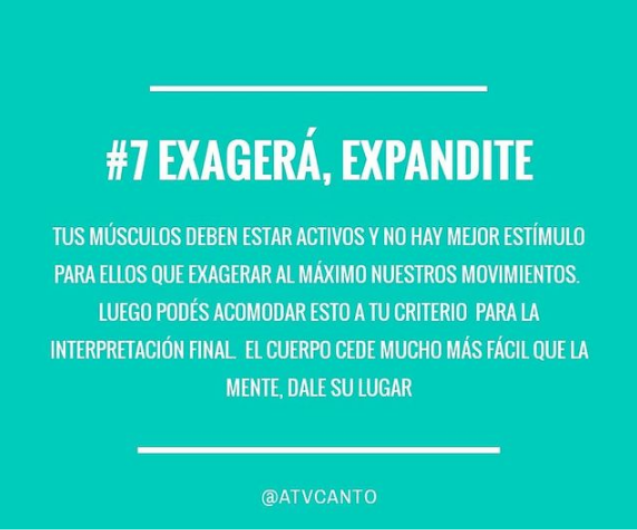 #7 EXAGERÁ, EXPANDITE
TUS MÚSCULOS DEBEN ESTAR ACTIVOS Y NO HAY MEJOR ESTÍMULO
PARA ELLOS QUE EXAGERAR AL MÁXIMO NUESTROS MOVIMIENTOS.
LUEGO PODÉS ACOMODAR ESTO A TU CRITERIO PARA LA
INTERPRETACIÓN FINAL. EL CUERPO CEDE MUCHO MÁS FÁCIL QUE LA
MENTE, DALE SU LUGAR
@ATVCANTO